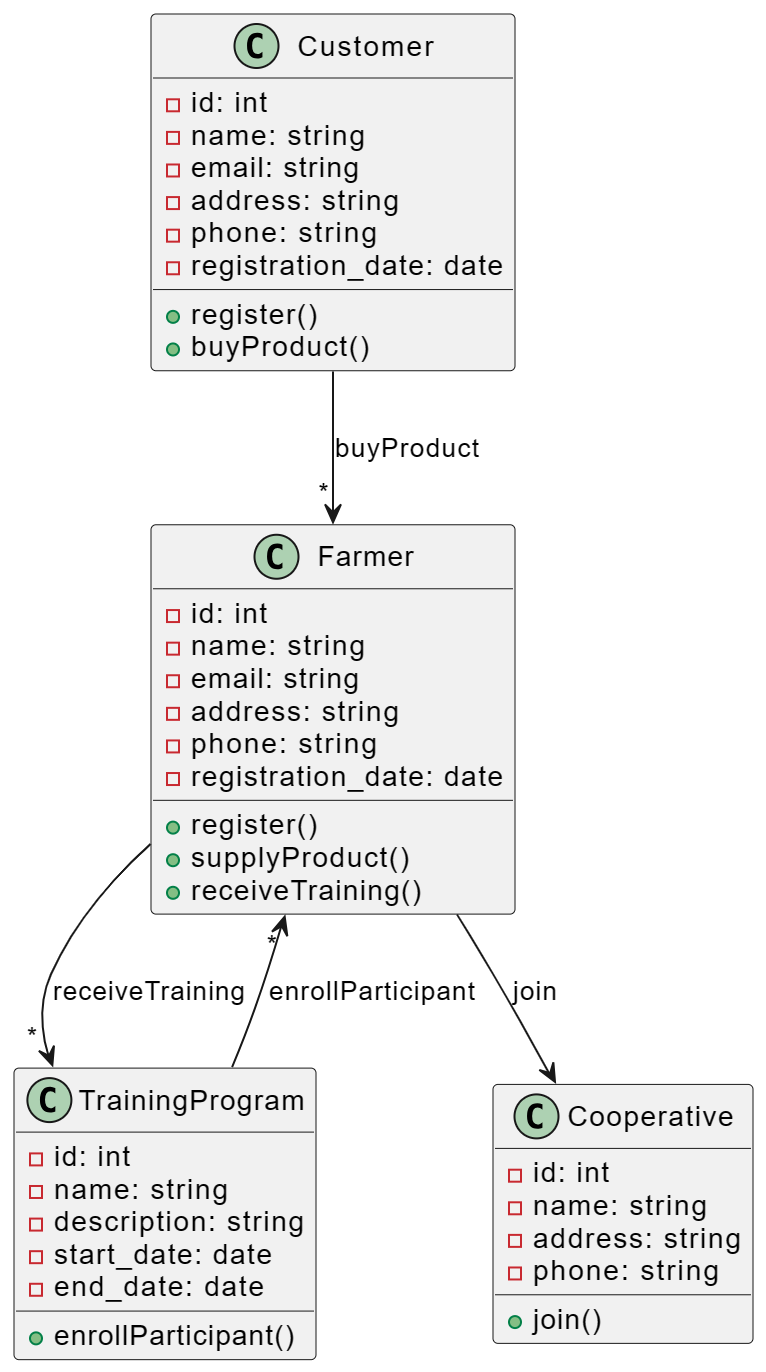 C Customer
id: int
name: string
email: string
address: string
phone: string
registration_date: date
register()
buyProduct()
buyProduct
*
C Farmer
id: int
name: string
email: string
address: string
phone: string
registration_date: date
register()
supplyProduct()
receiveTraining()
*
receiveTraining
enrollParticipant
join
*
C TrainingProgram
id: int
name: string
description: string
start_date: date
end_date: date
enrollParticipant()
C Cooperative
id: int
name: string
address: string
phone: string
join()